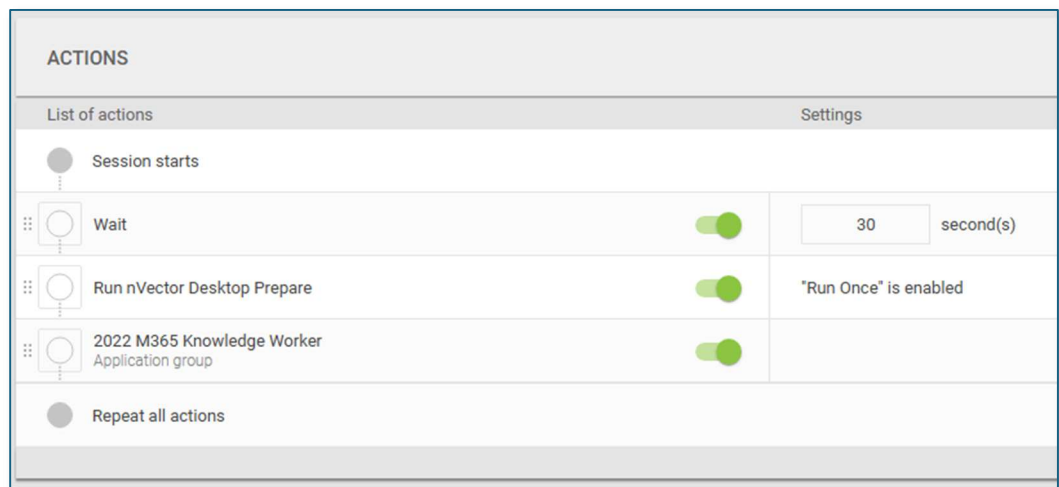 ACTIONS
List of actions Settings
Session starts
Wait 30 second(s)
Run nVector Desktop Prepare "Run Once" is enabled
2022 M365 Knowledge Worker
Application group
Repeat all actions